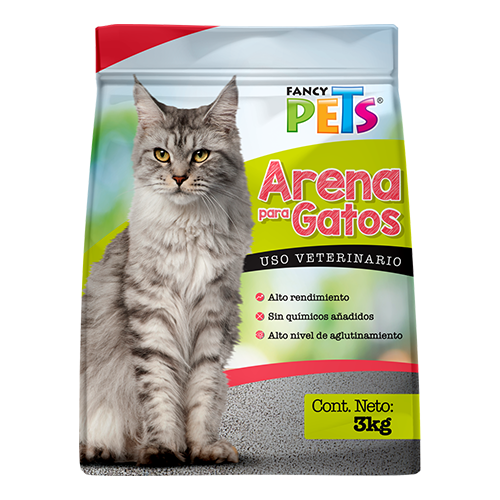 FANCY
PETS®
Arena
para Gatos
USO VETERINARIO
Alto rendimiento
Sin químicos añadidos
Alto nivel de aglutinamiento
Cont. Neto:
3kg